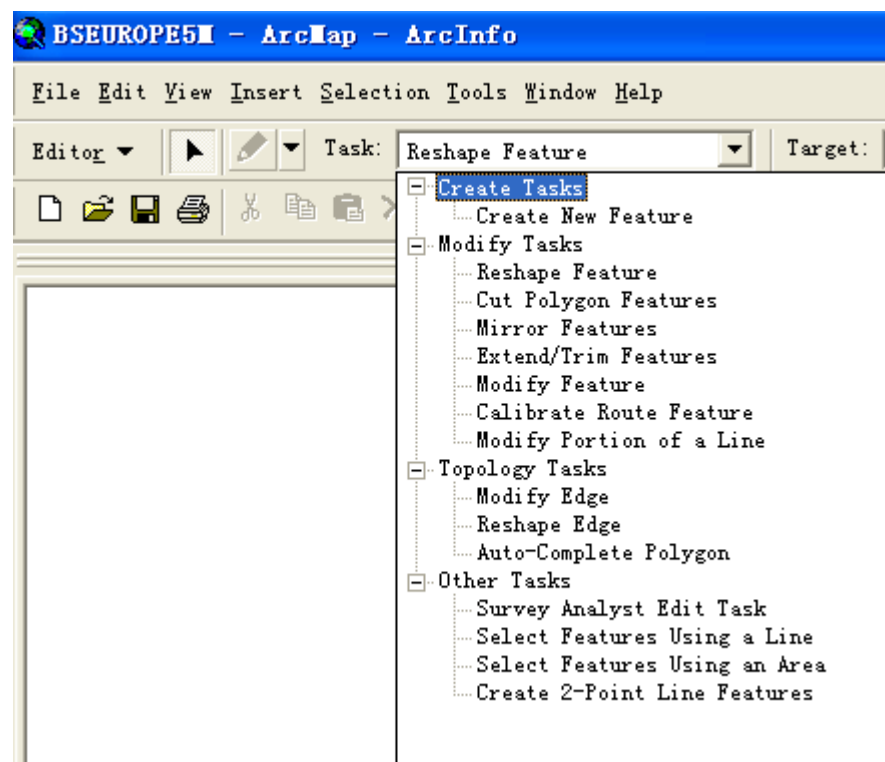 BSEUROPE5M - ArcMap - ArcInfo
File Edit View Insert Selection Tools Window Help
Editor Task: Reshape Feature Target:
Create Tasks
Create New Feature
Modify Tasks
Reshape Feature
Cut Polygon Features
Mirror Features
Extend/Trim Features
Modify Feature
Calibrate Route Feature
Modify Portion of a Line
Topology Tasks
Modify Edge
Reshape Edge
Auto-Complete Polygon
Other Tasks
Survey Analyst Edit Task
Select Features Using a Line
Select Features Using an Area
Create 2-Point Line Features